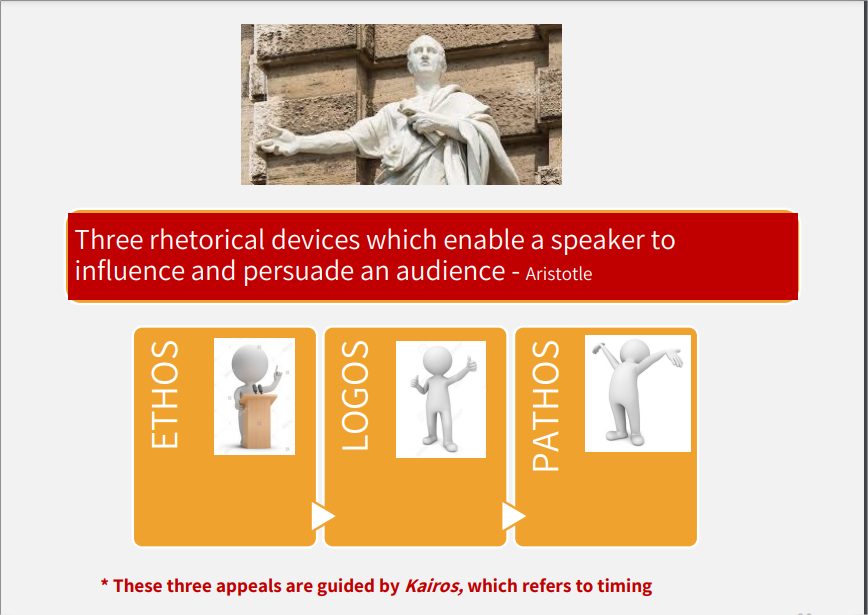 Three rhetorical devices which enable a speaker to
influence and persuade an audience - Aristotle
ETHOS
LOGOS
PATHOS
* These three appeals are guided by Kairos, which refers to timing